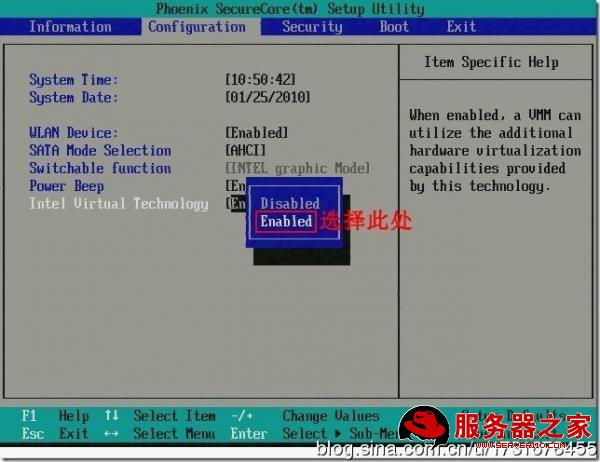 Phoenix SecureCore(tm) Setup Utility
Information Configuration Security Boot Exit
Item Specific Help
System Time: [10:50:42]
System Date: [01/25/2010]
When enabled, a VMM can
WLAN Device: [Enabled]
utilize the additional
SATA Mode Selection [AHCI]
hardware virtualization
Switchable function [INTEL graphic Mode]
capabilities provided
Power Beep [En
by this technology.
Intel Virtual Technology [En
Disabled
Enabled 选择此处
F1 Help ↑↓ Select Item -/+ Change Values
Esc Exit ↔ Select Menu Enter Select ▸ Sub-Men
服务器之家
blog.sina.com.cn/u/1751676455